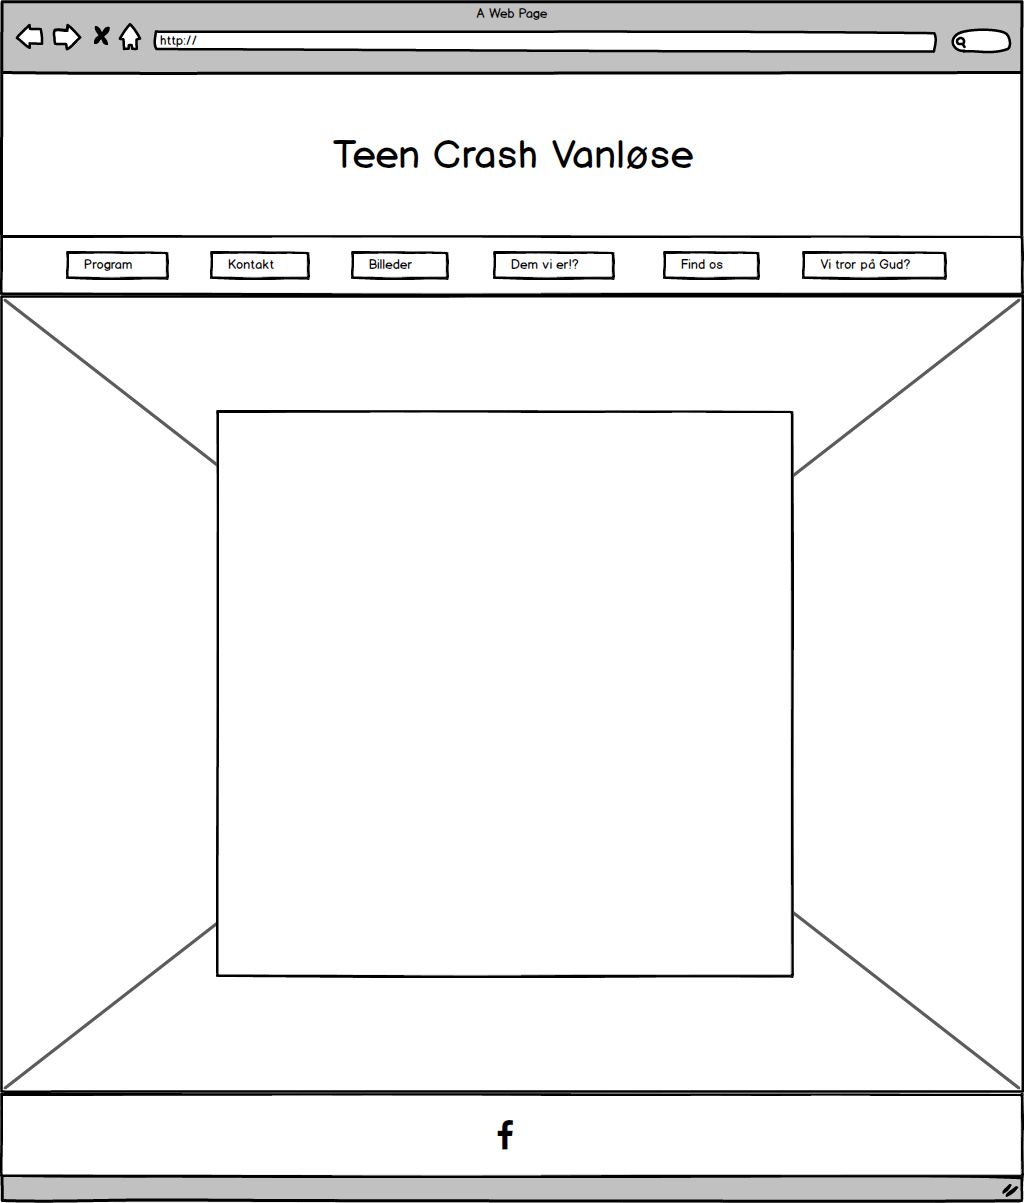 A Web Page
http://
Teen Crash Vanløse
Program
Kontakt
Billeder
Dem vi er!?
Find os
Vi tror på Gud?
f